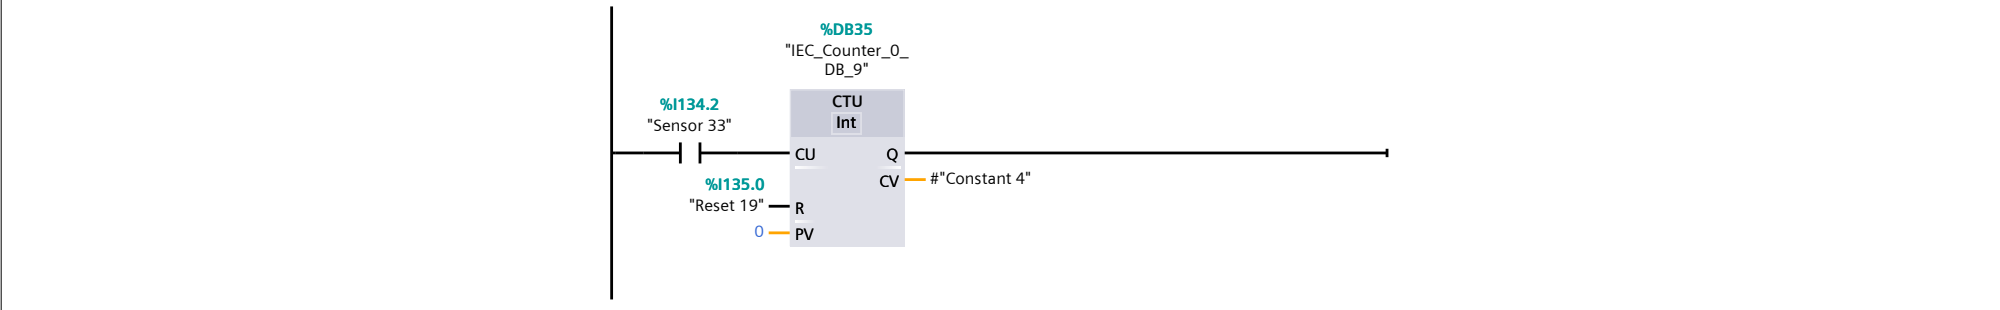 %DB35
"IEC_Counter_0_
DB_9"
CTU
Int
%I134.2
"Sensor 33"
CU
Q
%I135.0
CV
#"Constant 4"
"Reset 19"
R
0
PV